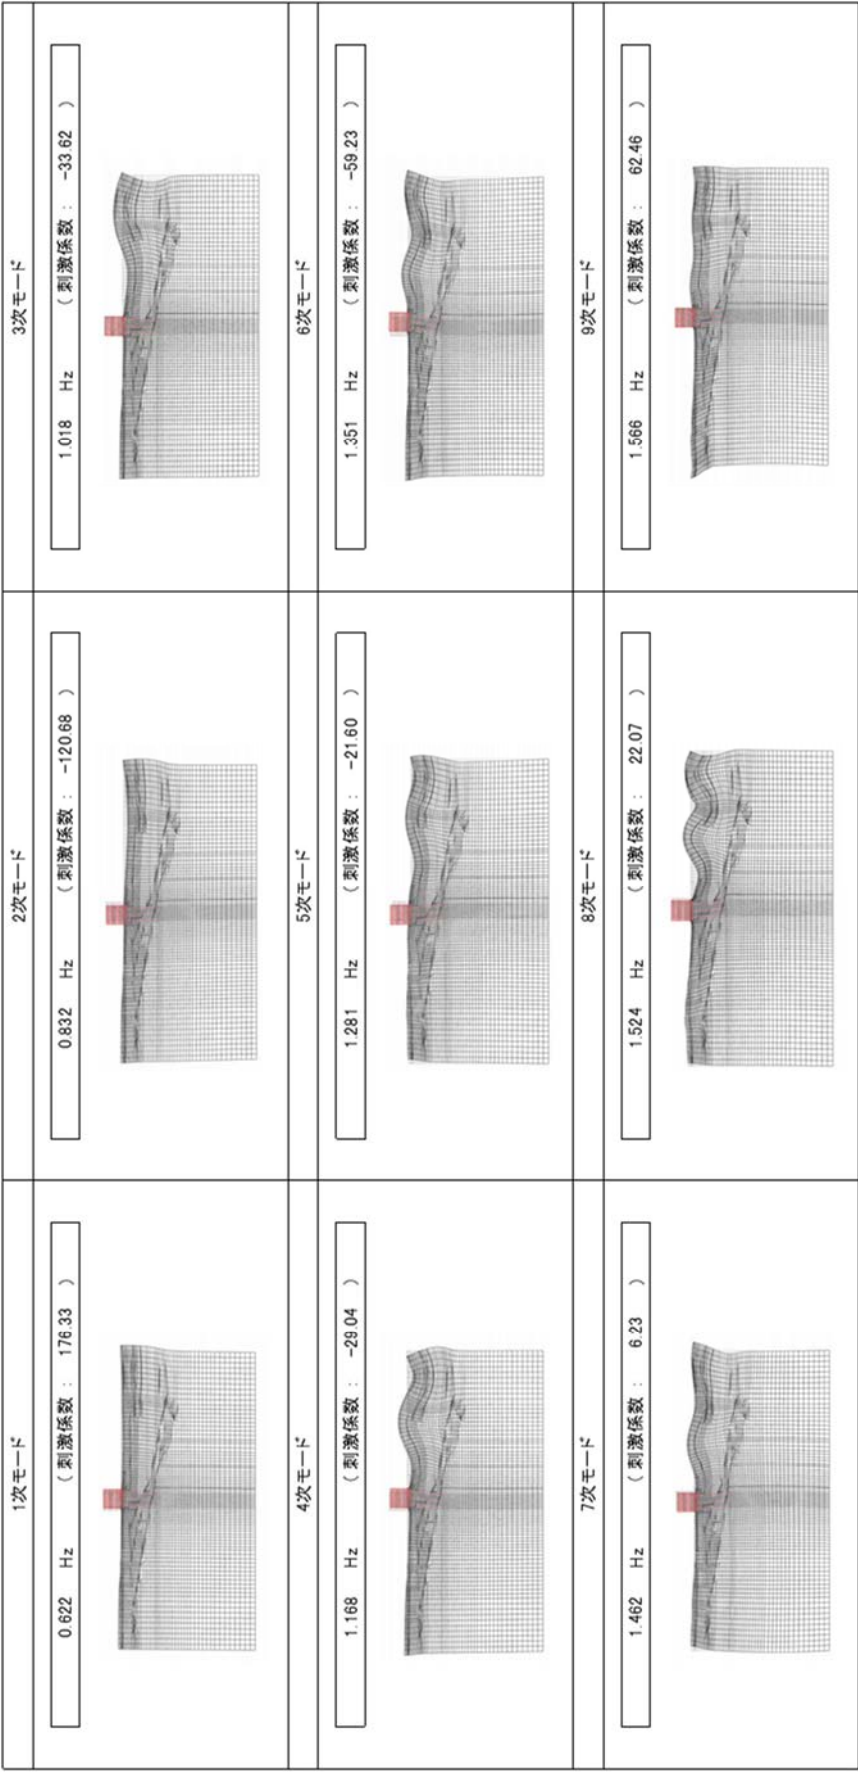 1次モード
0.622 Hz （ 刺激係数 : 176.33 ）
2次モード
0.832 Hz （ 刺激係数 : -120.68 ）
3次モード
1.018 Hz （ 刺激係数 : -33.62 ）
4次モード
1.168 Hz （ 刺激係数 : -29.04 ）
5次モード
1.281 Hz （ 刺激係数 : -21.60 ）
6次モード
1.351 Hz （ 刺激係数 : -59.23 ）
7次モード
1.462 Hz （ 刺激係数 : 6.23 ）
8次モード
1.524 Hz （ 刺激係数 : 22.07 ）
9次モード
1.566 Hz （ 刺激係数 : 62.46 ）